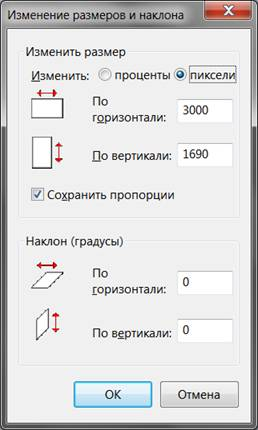 Изменение размеров и наклона
Изменить размер
Изменить: проценты пиксели
По горизонтали: 3000
По вертикали: 1690
Сохранить пропорции
Наклон (градусы)
По горизонтали: 0
По вертикали: 0
ОК Отмена